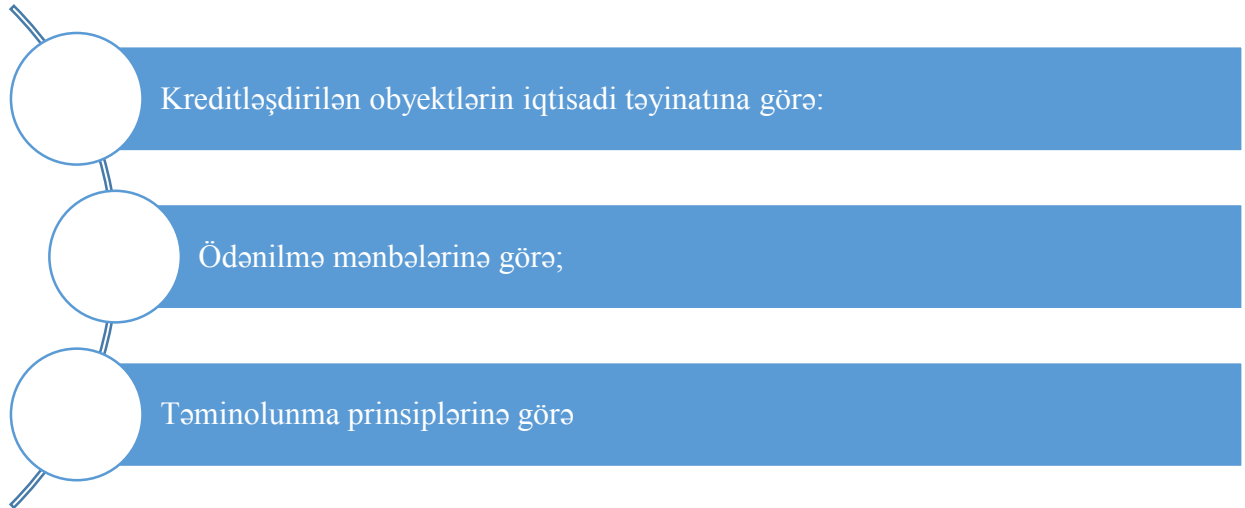 Kreditləşdirilən obyektlərin iqtisadi təyinatına görə:
Ödənilmə mənbələrinə görə;
Təminolunma prinsiplərinə görə